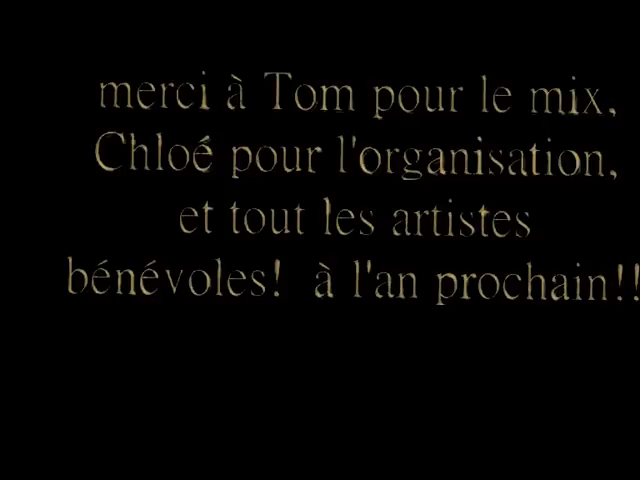 merci à Tom pour le mix,
Chloé pour l'organisation,
et tout les artistes
bénévoles!  à l'an prochain!!